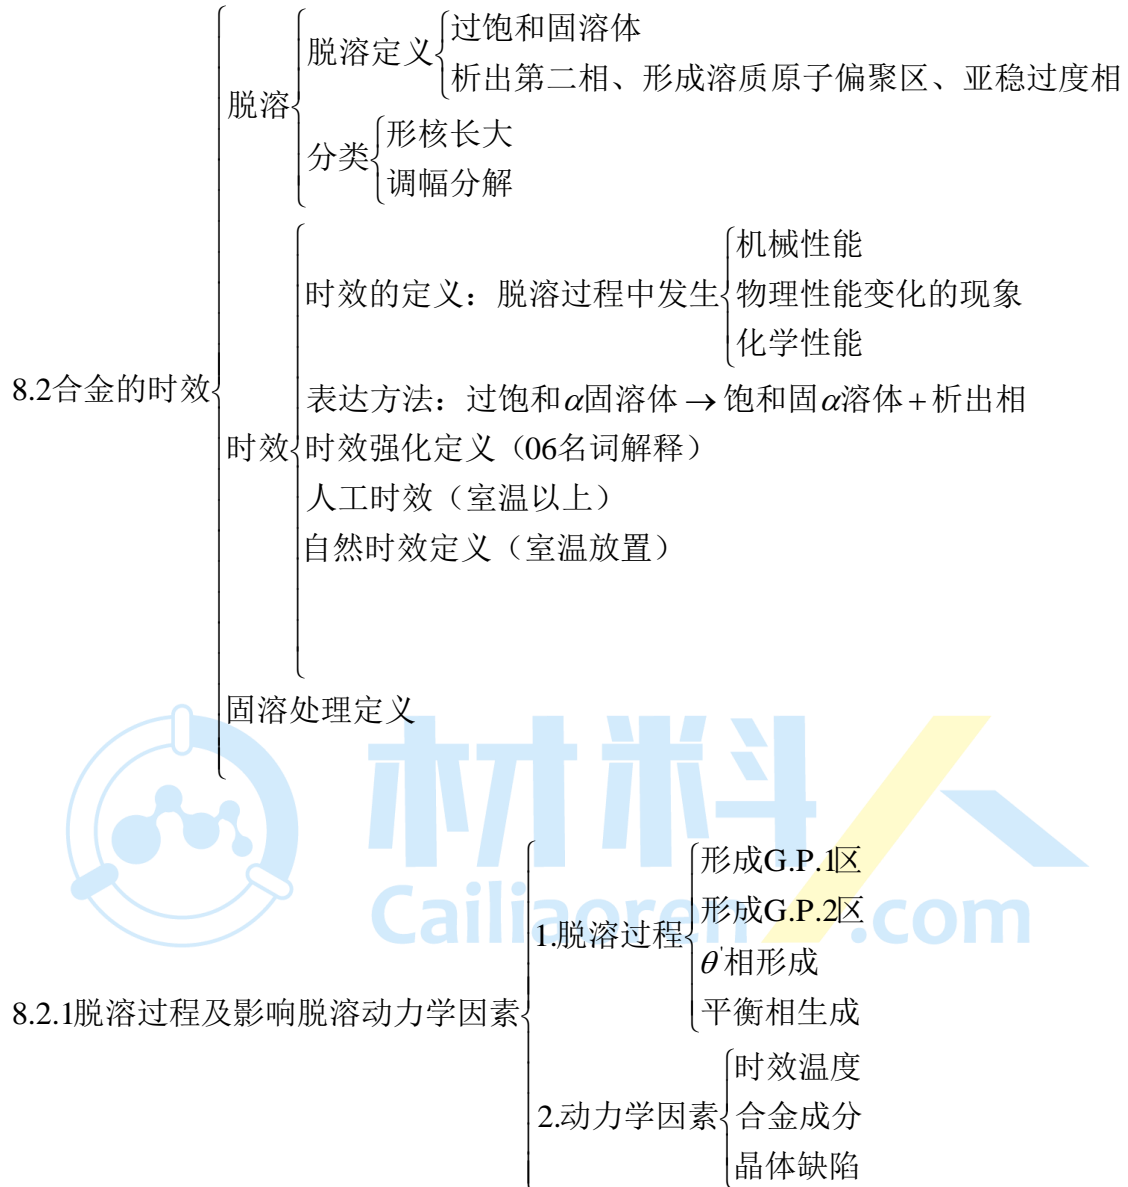 8.2合金的时效
脱溶
脱溶定义
过饱和固溶体
析出第二相、形成溶质原子偏聚区、亚稳过度相
分类
形核长大
调幅分解
时效
时效的定义：脱溶过程中发生
机械性能
物理性能变化的现象
化学性能
表达方法：过饱和α固溶体→饱和固α溶体+析出相
时效强化定义（06名词解释）
人工时效（室温以上）
自然时效定义（室温放置）
固溶处理定义
材料人
Cailiaoren.com
8.2.1脱溶过程及影响脱溶动力学因素
1.脱溶过程
形成G.P.1区
形成G.P.2区
θ'相形成
平衡相生成
2.动力学因素
时效温度
合金成分
晶体缺陷